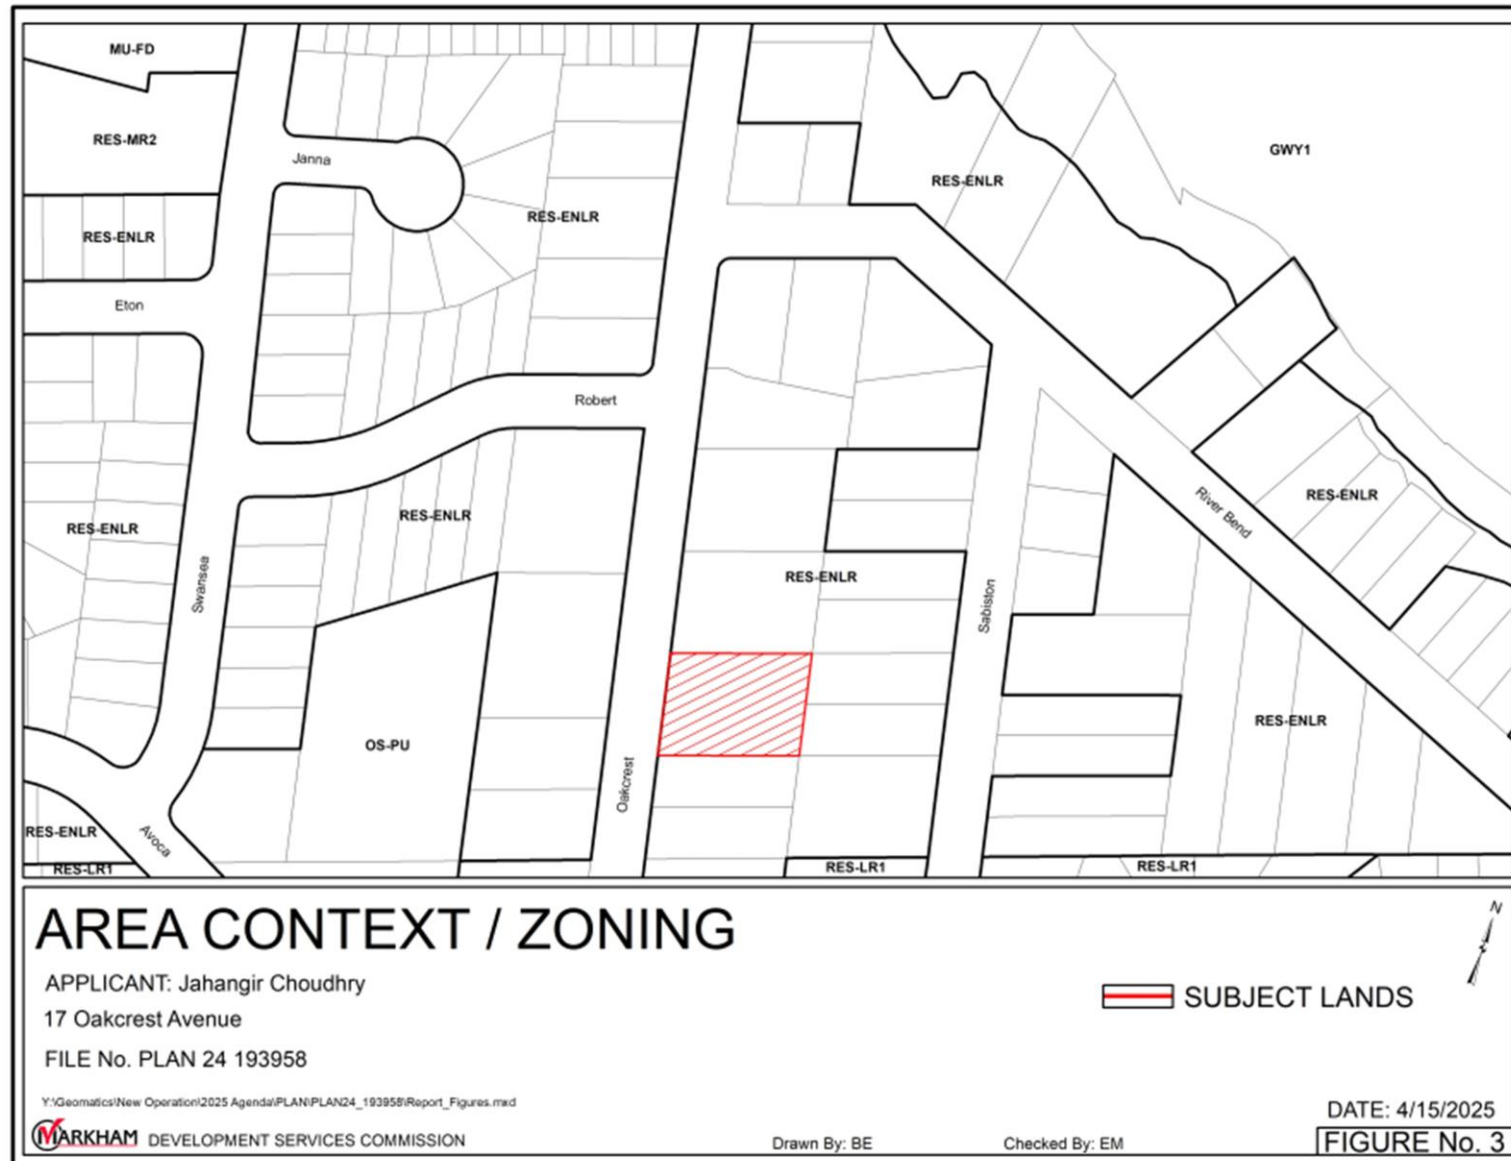 MU-FD
RES-MR2
Janna
GWY1
RES-ENLR
RES-ENLR
RES-ENLR
Eton
Robert
RES-ENLR
River Bend
RES-ENLR
RES-ENLR
Swansea
RES-ENLR
Sabiston
RES-ENLR
OS-PU
Oakcrest
RES-ENLR
Avoca
RES-LR1
RES-LR1
RES-LR1
AREA CONTEXT / ZONING
APPLICANT: Jahangir Choudhry
17 Oakcrest Avenue
FILE No. PLAN 24 193958
N
SUBJECT LANDS
Y:\Geomatics\New Operation\2025 Agenda\PLAN\PLAN24_193958\Report_Figures.mxd
MARKHAM DEVELOPMENT SERVICES COMMISSION
Drawn By: BE
Checked By: EM
DATE: 4/15/2025
FIGURE No. 3